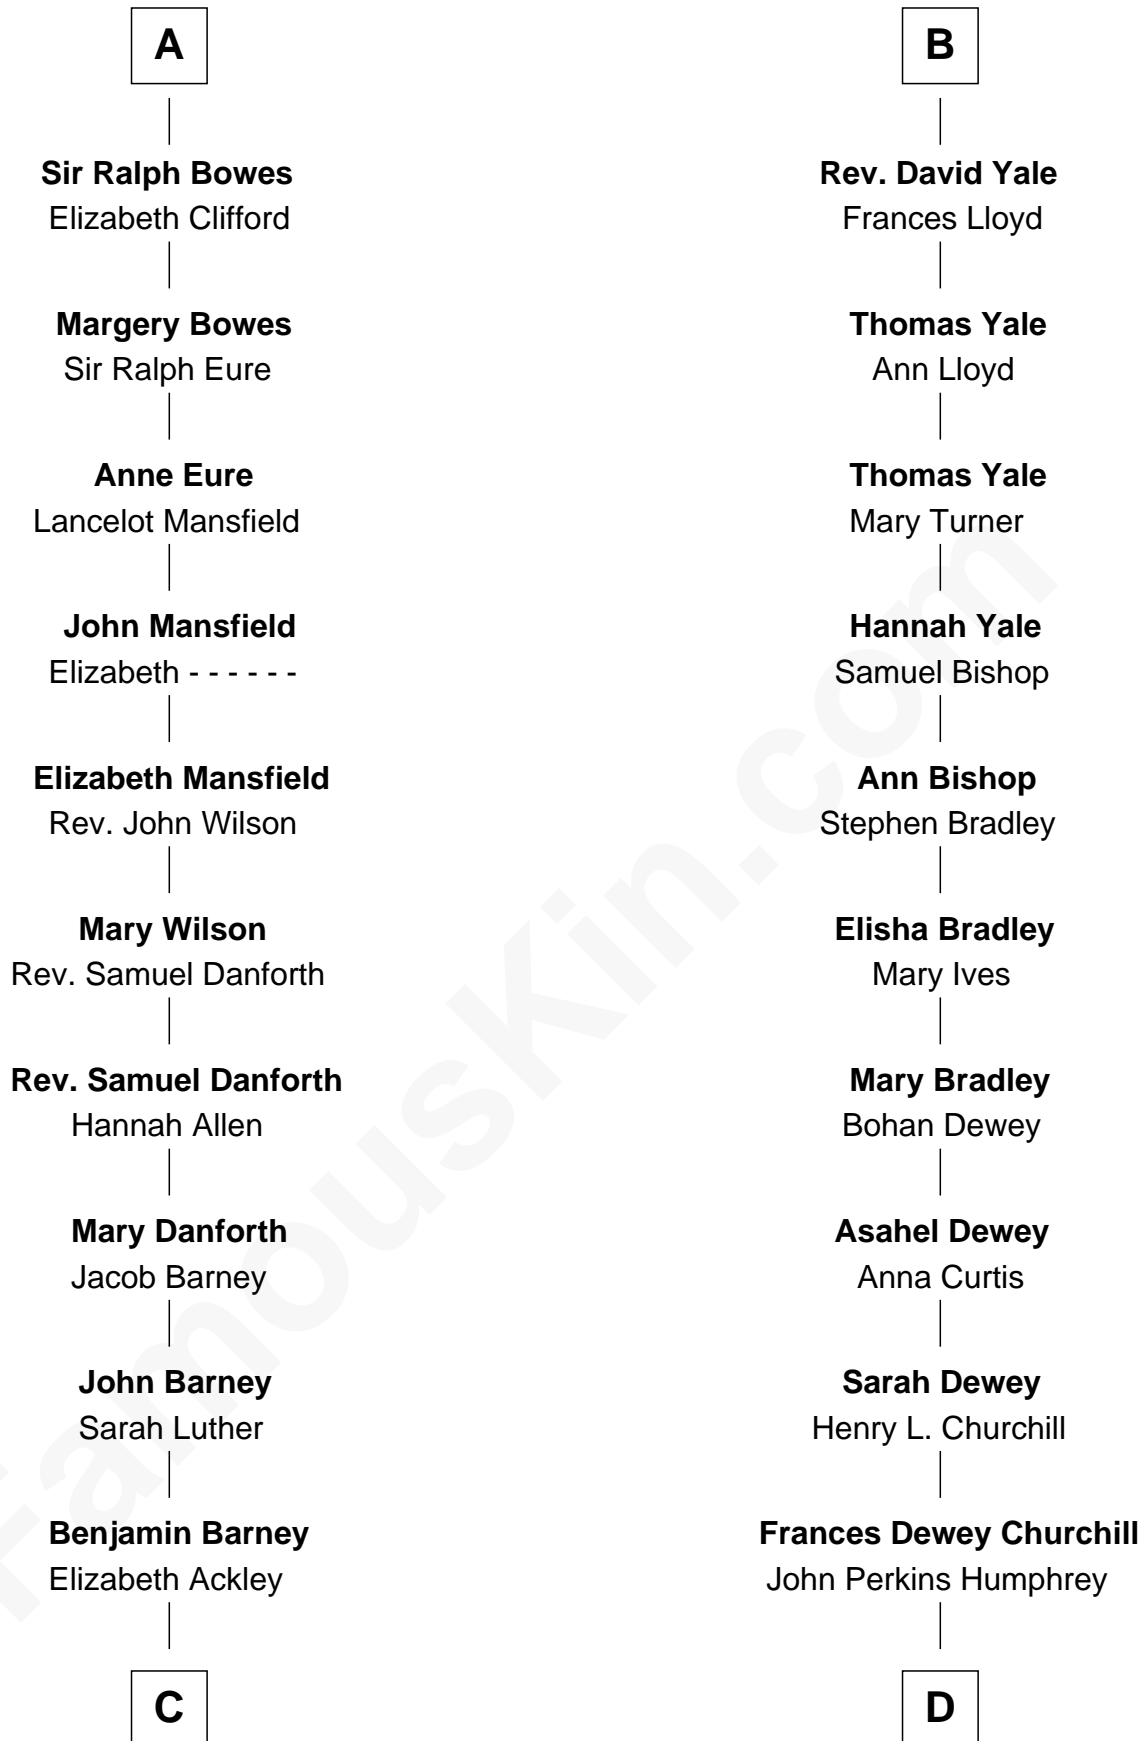 A
Sir Ralph Bowes
Elizabeth Clifford
Margery Bowes
Sir Ralph Eure
Anne Eure
Lancelot Mansfield
John Mansfield
Elizabeth - - - - - -
Elizabeth Mansfield
Rev. John Wilson
Mary Wilson
Rev. Samuel Danforth
Rev. Samuel Danforth
Hannah Allen
Mary Danforth
Jacob Barney
John Barney
Sarah Luther
Benjamin Barney
Elizabeth Ackley
C
B
Rev. David Yale
Frances Lloyd
Thomas Yale
Ann Lloyd
Thomas Yale
Mary Turner
Hannah Yale
Samuel Bishop
Ann Bishop
Stephen Bradley
Elisha Bradley
Mary Ives
Mary Bradley
Bohan Dewey
Asahel Dewey
Anna Curtis
Sarah Dewey
Henry L. Churchill
Frances Dewey Churchill
John Perkins Humphrey
D
FamousKin.com